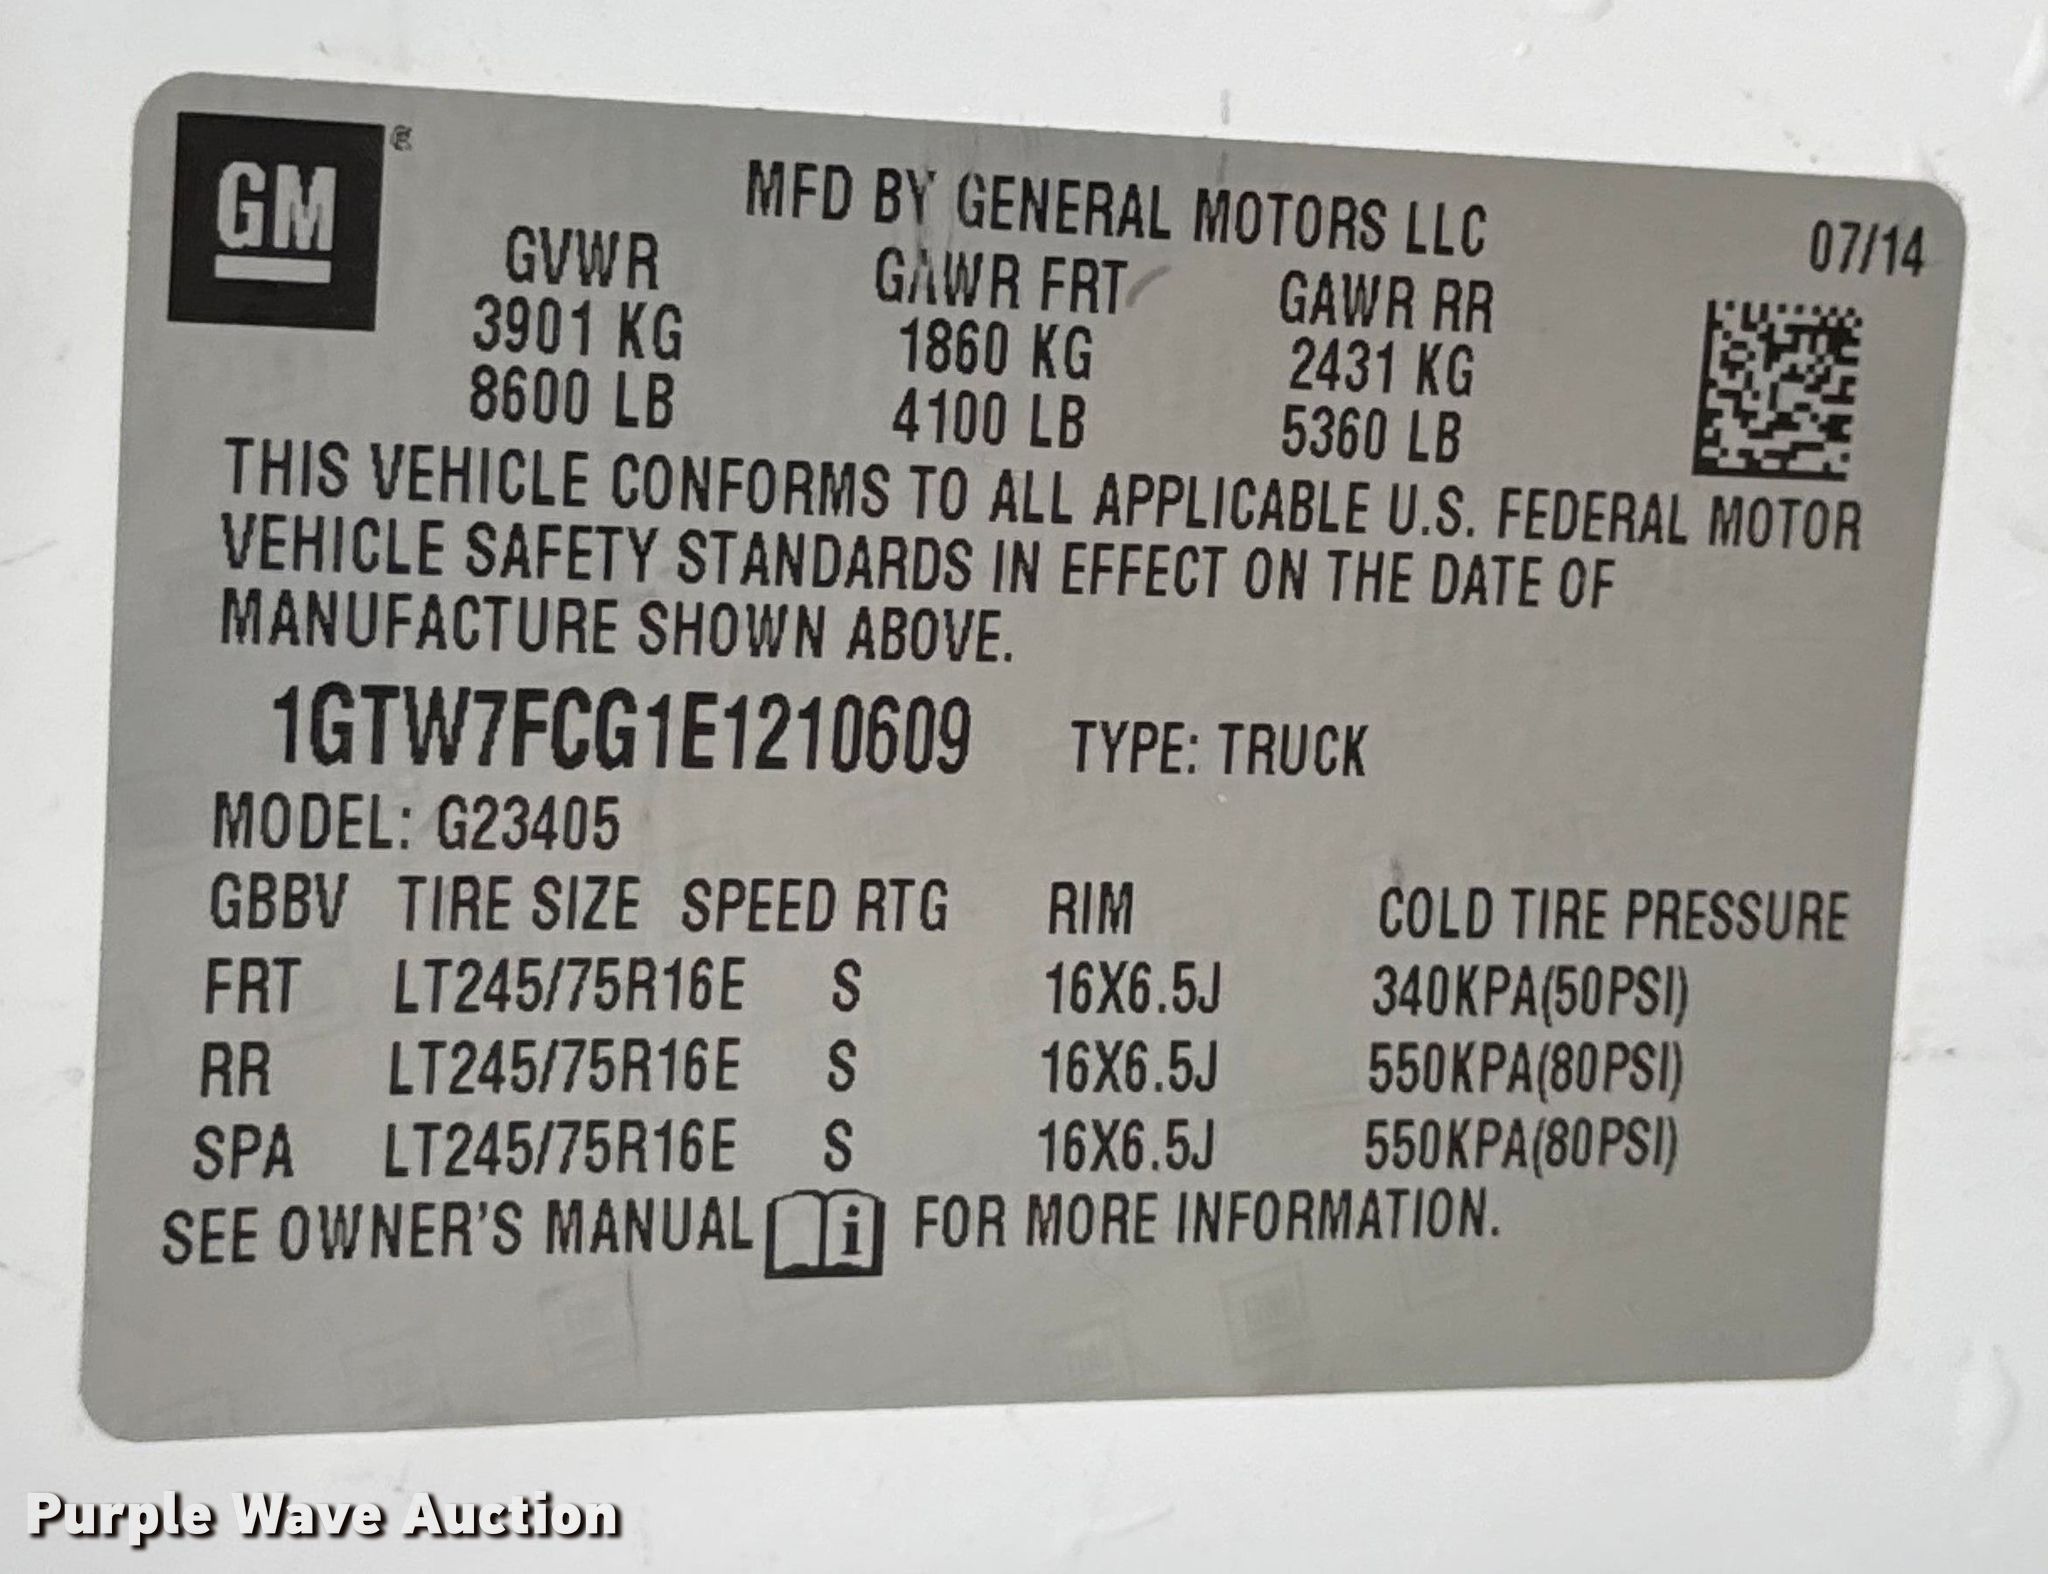 GM
MFD BY GENERAL MOTORS LLC 07/14
GVWR GAWR FRT GAWR RR
3901 KG 1860 KG 2431 KG
8600 LB 4100 LB 5360 LB
THIS VEHICLE CONFORMS TO ALL APPLICABLE U.S. FEDERAL MOTOR
VEHICLE SAFETY STANDARDS IN EFFECT ON THE DATE OF
MANUFACTURE SHOWN ABOVE.
1GTW7FCG1E1210609 TYPE: TRUCK
MODEL: G23405
GBBV TIRE SIZE SPEED RTG RIM COLD TIRE PRESSURE
FRT LT245/75R16E S 16X6.5J 340KPA(50PSI)
RR LT245/75R16E S 16X6.5J 550KPA(80PSI)
SPA LT245/75R16E S 16X6.5J 550KPA(80PSI)
SEE OWNER'S MANUAL i FOR MORE INFORMATION.
Purple Wave Auction